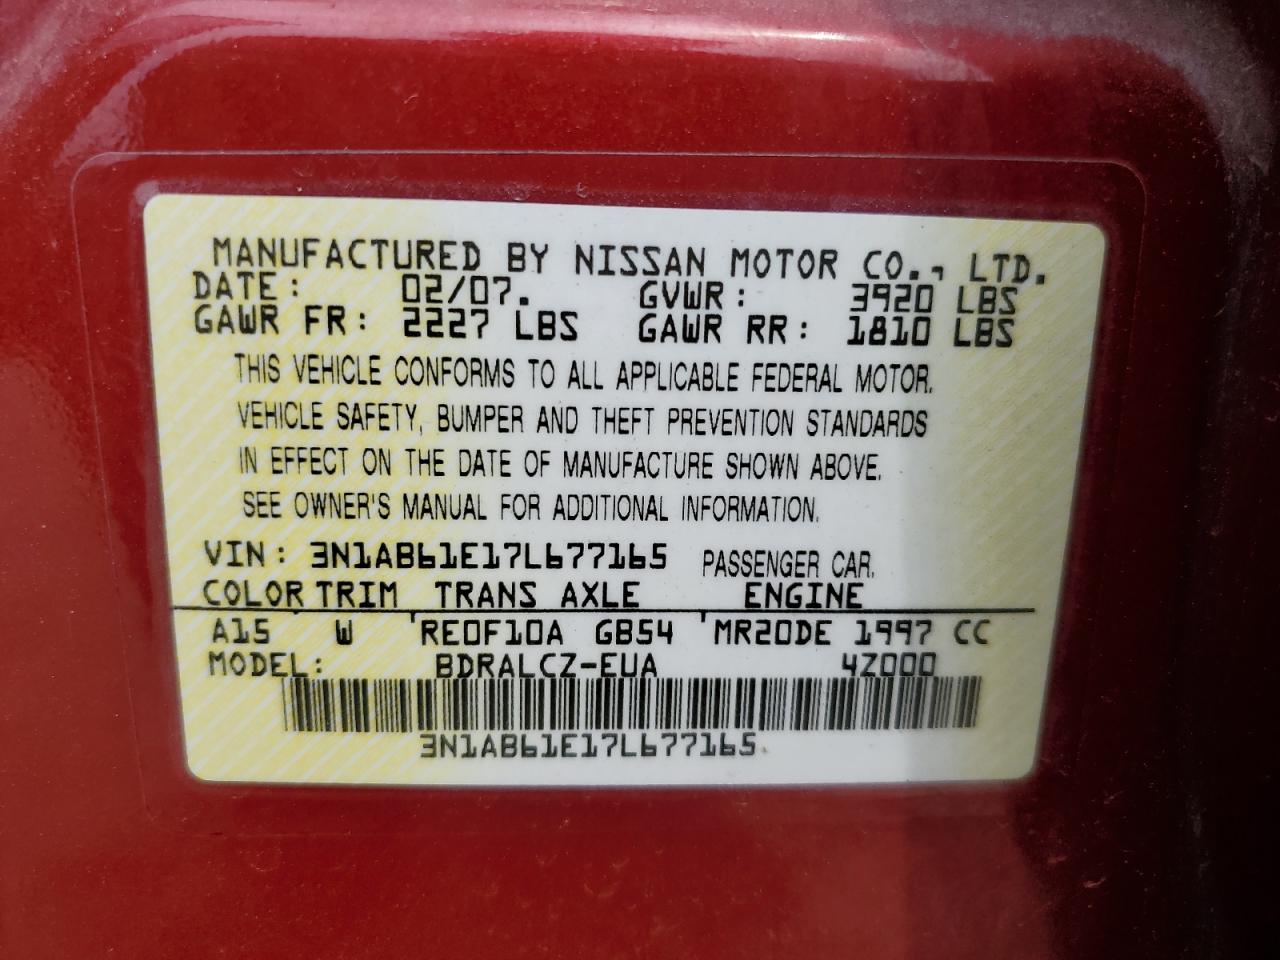 MANUFACTURED BY NISSAN MOTOR CO., LTD.
DATE: 02/07. GVWR: 3920 LBS
GAWR FR: 2227 LBS GAWR RR: 1810 LBS
THIS VEHICLE CONFORMS TO ALL APPLICABLE FEDERAL MOTOR.
VEHICLE SAFETY, BUMPER AND THEFT PREVENTION STANDARDS
IN EFFECT ON THE DATE OF MANUFACTURE SHOWN ABOVE.
SEE OWNER'S MANUAL FOR ADDITIONAL INFORMATION.
VIN: 3N1AB61E17L677165 PASSENGER CAR.
COLOR TRIM TRANS AXLE ENGINE
A15 W 'RE0F10A GB54 'MR20DE 1997 CC
MODEL: BDRALCZ-EUA 4Z000
3N1AB61E17L677165